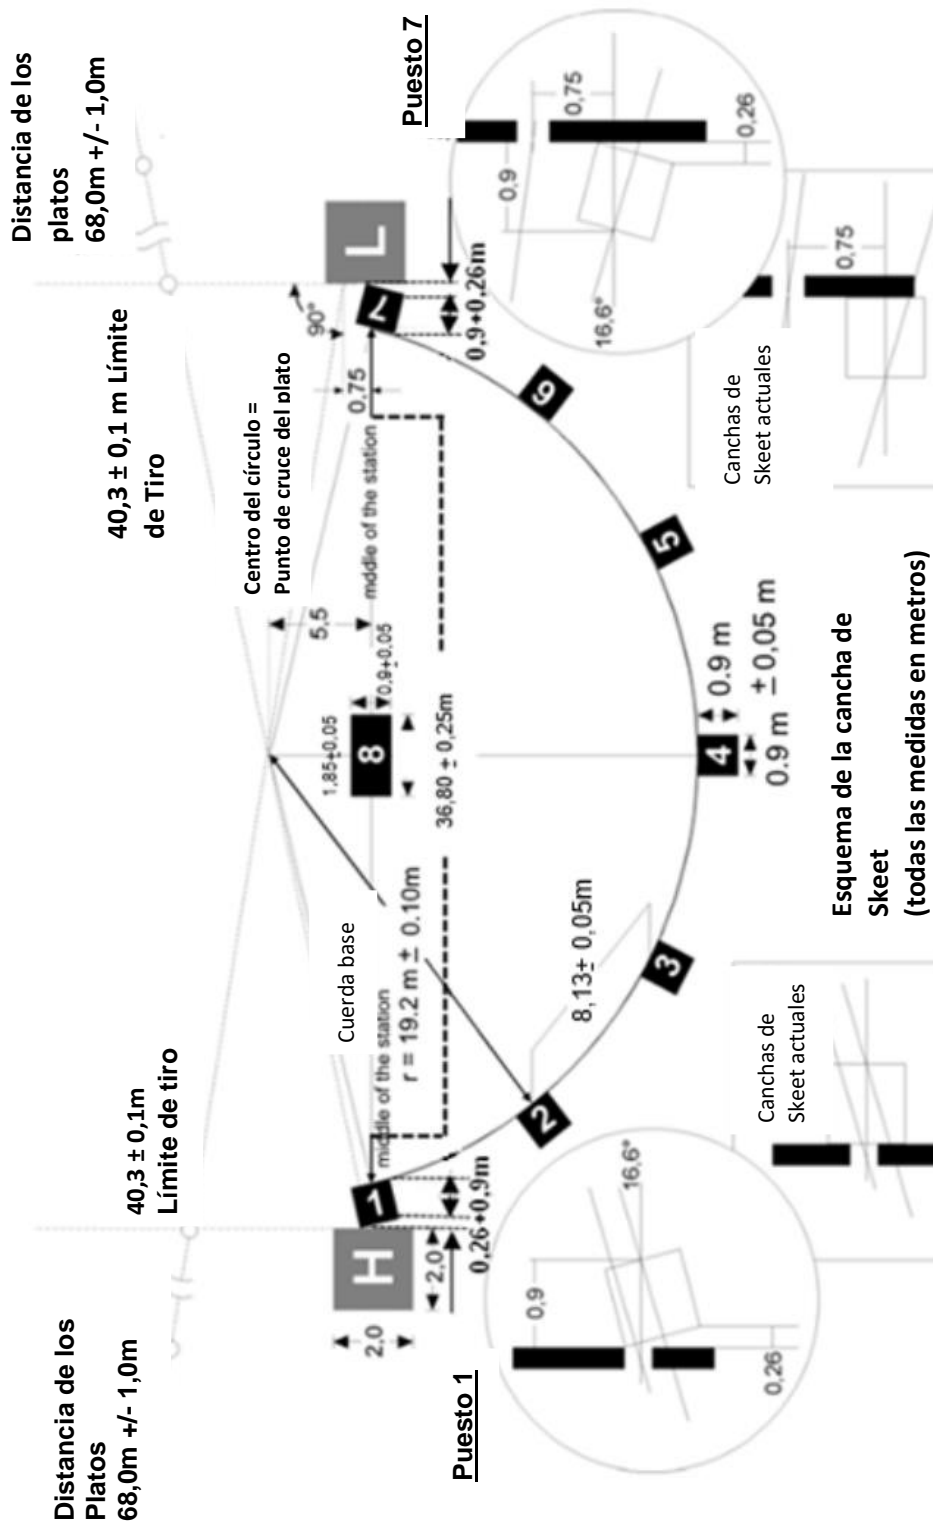 Distancia de los
Platos
68,0m +/- 1,0m
40,3 ± 0,1m
Límite de tiro
40,3 ± 0,1 m Límite
de Tiro
Distancia de los
platos
68,0m +/- 1,0m
Centro del círculo =
Punto de cruce del plato
90°
5,5
0,75
H
1
2,0
2,0
0,26+0,9m
middle of the station
Cuerda base
r = 19.2 m ± 0.10m
1,85±0.05
8
0,9±0,05
middle of the station
36,80 ± 0,25m
7
L
0,9+0,26m
2
8,13± 0,05m
3
4
0.9 m
0.9 m
± 0,05 m
5
6
Puesto 1
0,9
16,6°
0,26
Canchas de
Skeet actuales
Esquema de la cancha de
Skeet
(todas las medidas en metros)
Canchas de
Skeet actuales
0,75
Puesto 7
0,9
0,75
16,6°
0,26